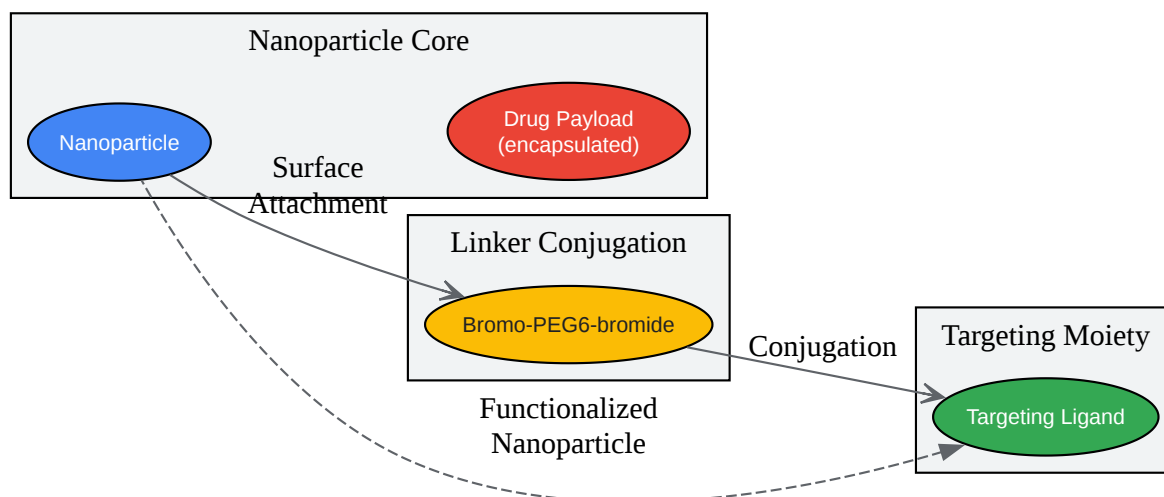 Nanoparticle Core
Nanoparticle
Drug Payload
(encapsulated)
Surface
Attachment
Linker Conjugation
Bromo-PEG6-bromide
Conjugation
Targeting Moiety
Targeting Ligand
Functionalized
Nanoparticle